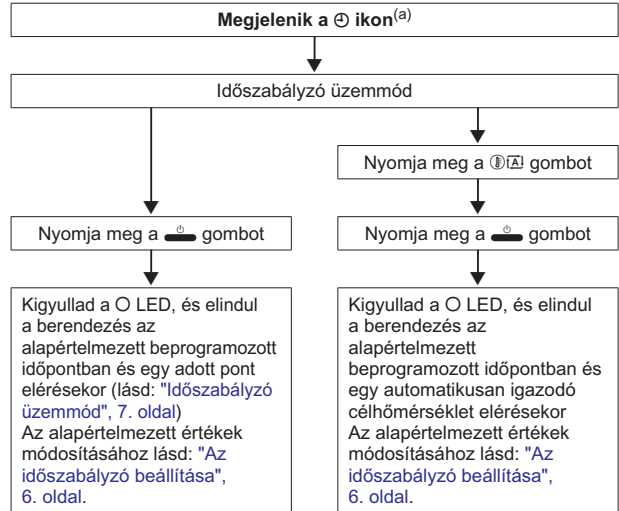 Megjelenik a ikon(a)
Időszabályzó üzemmód
Nyomja meg a A gombot
Nyomja meg a gombot
Nyomja meg a gombot
Kigyullad a O LED, és elindul
a berendezés az
alapértelmezett beprogramozott
időpontban és egy adott pont
elérésekor (lásd: "Időszabályzó
üzemmód", 7. oldal)
Az alapértelmezett értékek
módosításához lásd: "Az
időszabályzó beállítása",
6. oldal.
Kigyullad a O LED, és elindul
a berendezés az
alapértelmezett
beprogramozott időpontban és
egy automatikusan igazodó
célhőmérséklet elérésekor
Az alapértelmezett értékek
módosításához lásd: "Az
időszabályzó beállítása",
6. oldal.